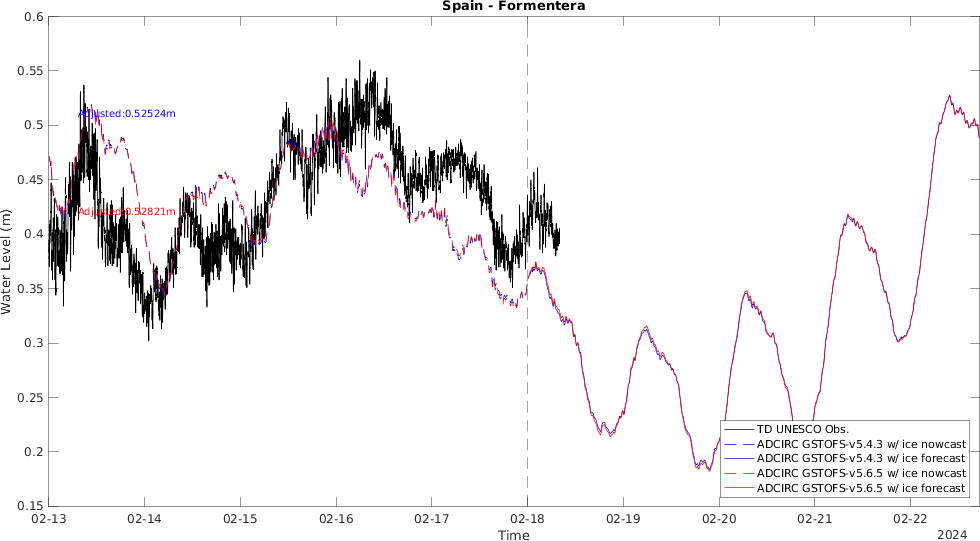 Spain - Formentera
Water Level (m)
0.6
0.55
0.5
0.45
0.4
0.35
0.3
0.25
0.2
0.15
Adjusted:0.52524m
Adjusted:0.52821m
TD UNESCO Obs.
ADCIRC GSTOFS-v5.4.3 w/ ice nowcast
ADCIRC GSTOFS-v5.4.3 w/ ice forecast
ADCIRC GSTOFS-v5.6.5 w/ ice nowcast
ADCIRC GSTOFS-v5.6.5 w/ ice forecast
02-13 02-14 02-15 02-16 02-17 02-18 02-19 02-20 02-21 02-22
Time
2024